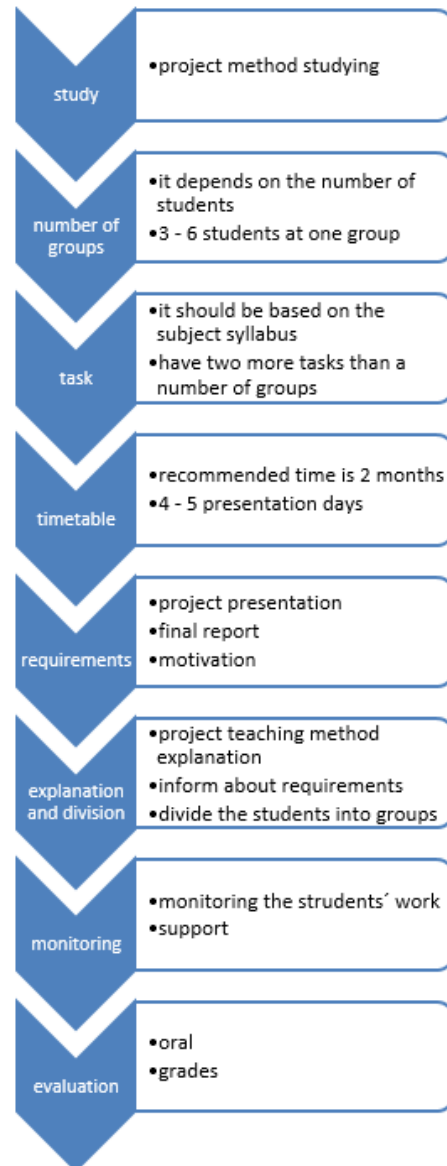 study
•project method studying
number of
groups
•it depends on the number of
students
•3 - 6 students at one group
task
•it should be based on the
subject syllabus
•have two more tasks than a
number of groups
timetable
•recommended time is 2 months
•4 - 5 presentation days
requirements
•project presentation
•final report
•motivation
explanation
and division
•project teaching method
explanation
•inform about requirements
•divide the students into groups
monitoring
•monitoring the strudents´ work
•support
evaluation
•oral
•grades